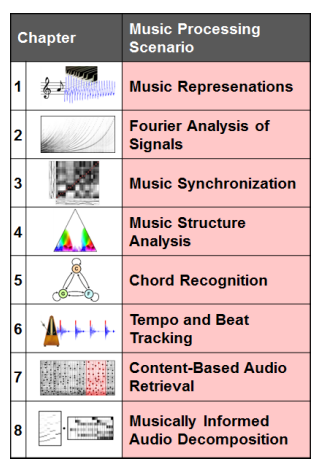 Chapter
Music Processing
Scenario
1
Music Represenations
2
Fourier Analysis of
Signals
3
Music Synchronization
4
Music Structure
Analysis
5
Chord Recognition
6
Tempo and Beat
Tracking
7
Content-Based Audio
Retrieval
8
Musically Informed
Audio Decomposition